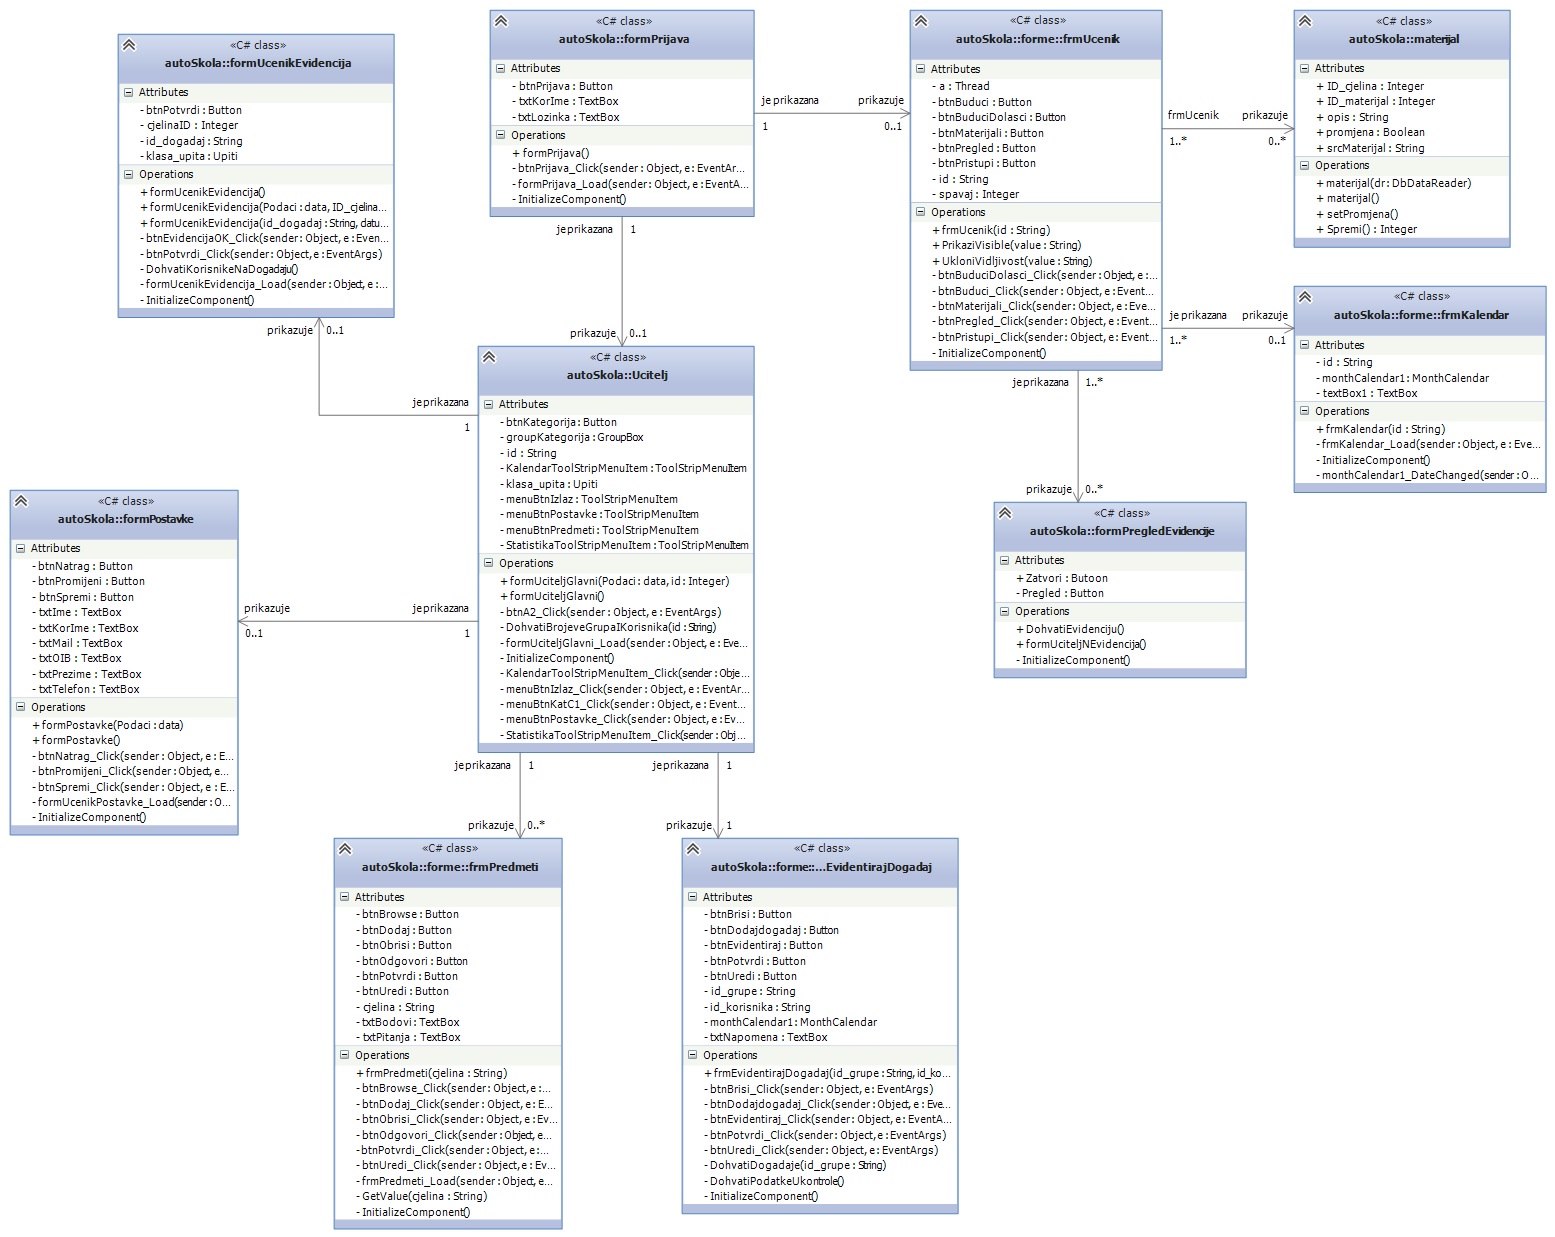 «C# class»
autoSkola::formUcenikEvidencija
Attributes
- btnPotvrdi : Button
- cjelinaID : Integer
- id_dogadaj : String
- klasa_upita : Upiti
Operations
+ formUcenikEvidencija()
+ formUcenikEvidencija(Podaci : data, ID_cjelina...
+ formUcenikEvidencija(id_dogadaj : String, datu...
- btnEvidencijaOK_Click(sender : Object, e : Even...
- btnPotvrdi_Click(sender : Object, e : EventArgs)
- DohvatiKorisnikeNaDogadaju()
- formUcenikEvidencija_Load(sender : Object, e : ...
- InitializeComponent()
«C# class»
autoSkola::formPrijava
Attributes
- btnPrijava : Button
- txtKorIme : TextBox
- txtLozinka : TextBox
Operations
+ formPrijava()
- btnPrijava_Click(sender : Object, e : EventAr...
- formPrijava_Load(sender : Object, e : EventA...
- InitializeComponent()
je prikazana
prikazuje
1
0..1
«C# class»
autoSkola::forme::frmUcenik
Attributes
- a : Thread
- btnBuduci : Button
- btnBuduciDolasci : Button
- btnMaterijali : Button
- btnPregled : Button
- btnPristupi : Button
- id : String
- spavaj : Integer
Operations
+ frmUcenik(id : String)
+ PrikaziVisible(value : String)
+ UkloniVidljivost(value : String)
- btnBuduciDolasci_Click(sender : Object, e : ...
- btnBuduci_Click(sender : Object, e : Event...
- btnMaterijali_Click(sender : Object, e : Eve...
- btnPregled_Click(sender : Object, e : Event...
- btnPristupi_Click(sender : Object, e : Event...
- InitializeComponent()
frmUcenik
prikazuje
1..*
0..*
«C# class»
autoSkola::materijal
Attributes
+ ID_cjelina : Integer
+ ID_materijal : Integer
+ opis : String
+ promjena : Boolean
+ srcMaterijal : String
Operations
+ materijal(dr : DbDataReader)
+ materijal()
+ setPromjena()
+ Spremi() : Integer
je prikazana
prikazuje
1..*
0..1
«C# class»
autoSkola::forme::frmKalendar
Attributes
- id : String
- monthCalendar1 : MonthCalendar
- textBox1 : TextBox
Operations
+ frmKalendar(id : String)
- frmKalendar_Load(sender : Object, e : Eve...
- InitializeComponent()
- monthCalendar1_DateChanged(sender : O...
je prikazana
1..*
prikazuje
0..*
«C# class»
autoSkola::formPregledEvidencije
Attributes
+ Zatvori : Butoon
- Pregled : Button
Operations
+ DohvatiEvidenciju()
+ formUciteljNEvidencija()
- InitializeComponent()
je prikazana
1
prikazuje
0..1
«C# class»
autoSkola::Ucitelj
Attributes
- btnKategorija : Button
- groupKategorija : GroupBox
- id : String
- KalendarToolStripMenuItem : ToolStripMenuItem
- klasa_upita : Upiti
- menuBtnIzlaz : ToolStripMenuItem
- menuBtnPostavke : ToolStripMenuItem
- menuBtnPredmeti : ToolStripMenuItem
- StatistikaToolStripMenuItem : ToolStripMenuItem
Operations
+ formUciteljGlavni(Podaci : data, id : Integer)
+ formUciteljGlavni()
- btnA2_Click(sender : Object, e : EventArgs)
- DohvatiBrojeveGrupaIKorisnika(id : String)
- formUciteljGlavni_Load(sender : Object, e : Eve...
- InitializeComponent()
- KalendarToolStripMenuItem_Click(sender : Obje...
- menuBtnIzlaz_Click(sender : Object, e : EventAr...
- menuBtnKatC1_Click(sender : Object, e : Event...
- menuBtnPostavke_Click(sender : Object, e : Ev...
- StatistikaToolStripMenuItem_Click(sender : Obj...
prikazuje
0..1
je prikazana
1
prikazuje
0..1
je prikazana
1
«C# class»
autoSkola::formPostavke
Attributes
- btnNatrag : Button
- btnPromijeni : Button
- btnSpremi : Button
- txtIme : TextBox
- txtKorIme : TextBox
- txtMail : TextBox
- txtOIB : TextBox
- txtPrezime : TextBox
- txtTelefon : TextBox
Operations
+ formPostavke(Podaci : data)
+ formPostavke()
- btnNatrag_Click(sender : Object, e : E...
- btnPromijeni_Click(sender : Object, e...
- btnSpremi_Click(sender : Object, e : E...
- formUcenikPostavke_Load(sender : O...
- InitializeComponent()
je prikazana
1
prikazuje
0..*
je prikazana
1
prikazuje
1
«C# class»
autoSkola::forme::frmPredmeti
Attributes
- btnBrowse : Button
- btnDodaj : Button
- btnObrisi : Button
- btnOdgovori : Button
- btnPotvrdi : Button
- btnUredi : Button
- cjelina : String
- txtBodovi : TextBox
- txtPitanja : TextBox
Operations
+ frmPredmeti(cjelina : String)
- btnBrowse_Click(sender : Object, e : ...
- btnDodaj_Click(sender : Object, e : E...
- btnObrisi_Click(sender : Object, e : Ev...
- btnOdgovori_Click(sender : Object, e...
- btnPotvrdi_Click(sender : Object, e : ...
- btnUredi_Click(sender : Object, e : Ev...
- frmPredmeti_Load(sender : Object, e...
- GetValue(cjelina : String)
- InitializeComponent()
«C# class»
autoSkola::forme::...EvidentirajDogadaj
Attributes
- btnBrisi : Button
- btnDodajdogadaj : Button
- btnEvidentiraj : Button
- btnPotvrdi : Button
- btnUredi : Button
- id_grupe : String
- id_korisnika : String
- monthCalendar1 : MonthCalendar
- txtNapomena : TextBox
Operations
+ frmEvidentirajDogadaj(id_grupe : String, id_ko...
- btnBrisi_Click(sender : Object, e : EventArgs)
- btnDodajdogadaj_Click(sender : Object, e : Eve...
- btnEvidentiraj_Click(sender : Object, e : EventA...
- btnPotvrdi_Click(sender : Object, e : EventArgs)
- btnUredi_Click(sender : Object, e : EventArgs)
- DohvatiDogadaje(id_grupe : String)
- DohvatiPodatkeUkontrole()
- InitializeComponent()